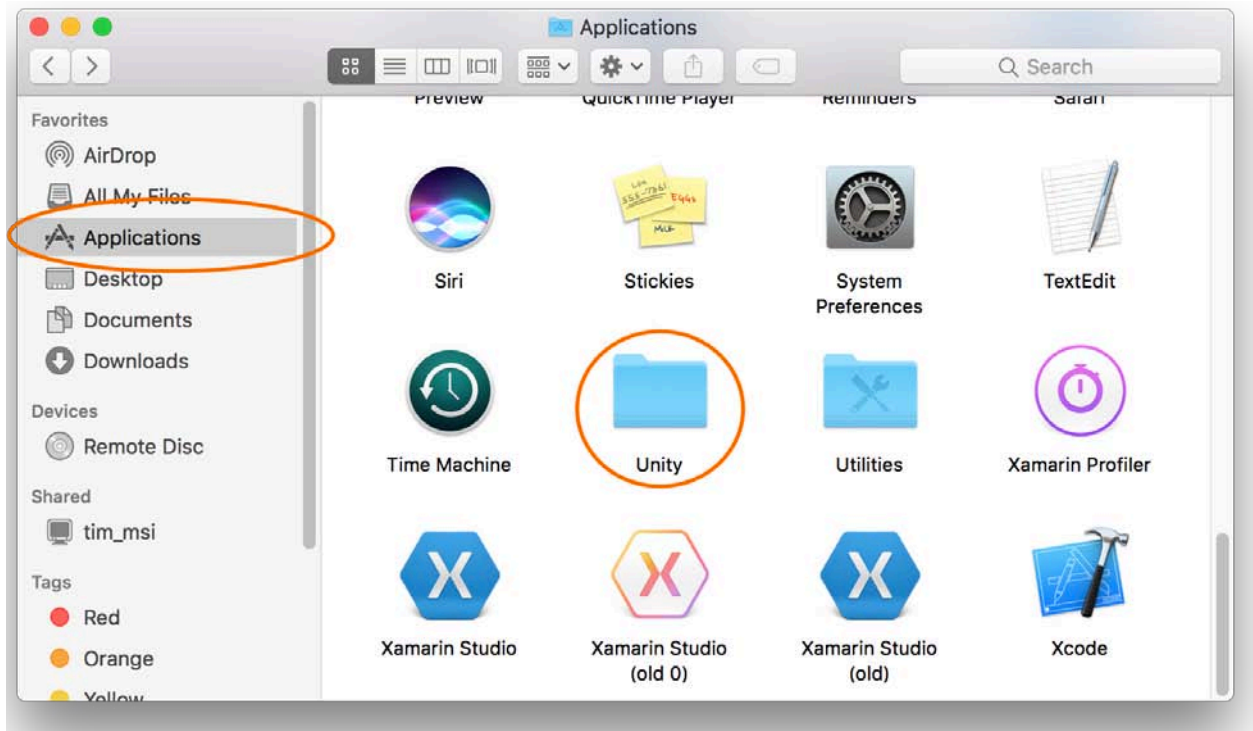 Applications
Search
Favorites
AirDrop
All My Files
Applications
Desktop
Documents
Downloads
Devices
Remote Disc
Shared
tim_msi
Tags
Red
Orange
Yellow
Preview QuickTime Player Reminders Safari
Siri Stickies System Preferences TextEdit
Time Machine Unity Utilities Xamarin Profiler
Xamarin Studio Xamarin Studio (old 0) Xamarin Studio (old) Xcode